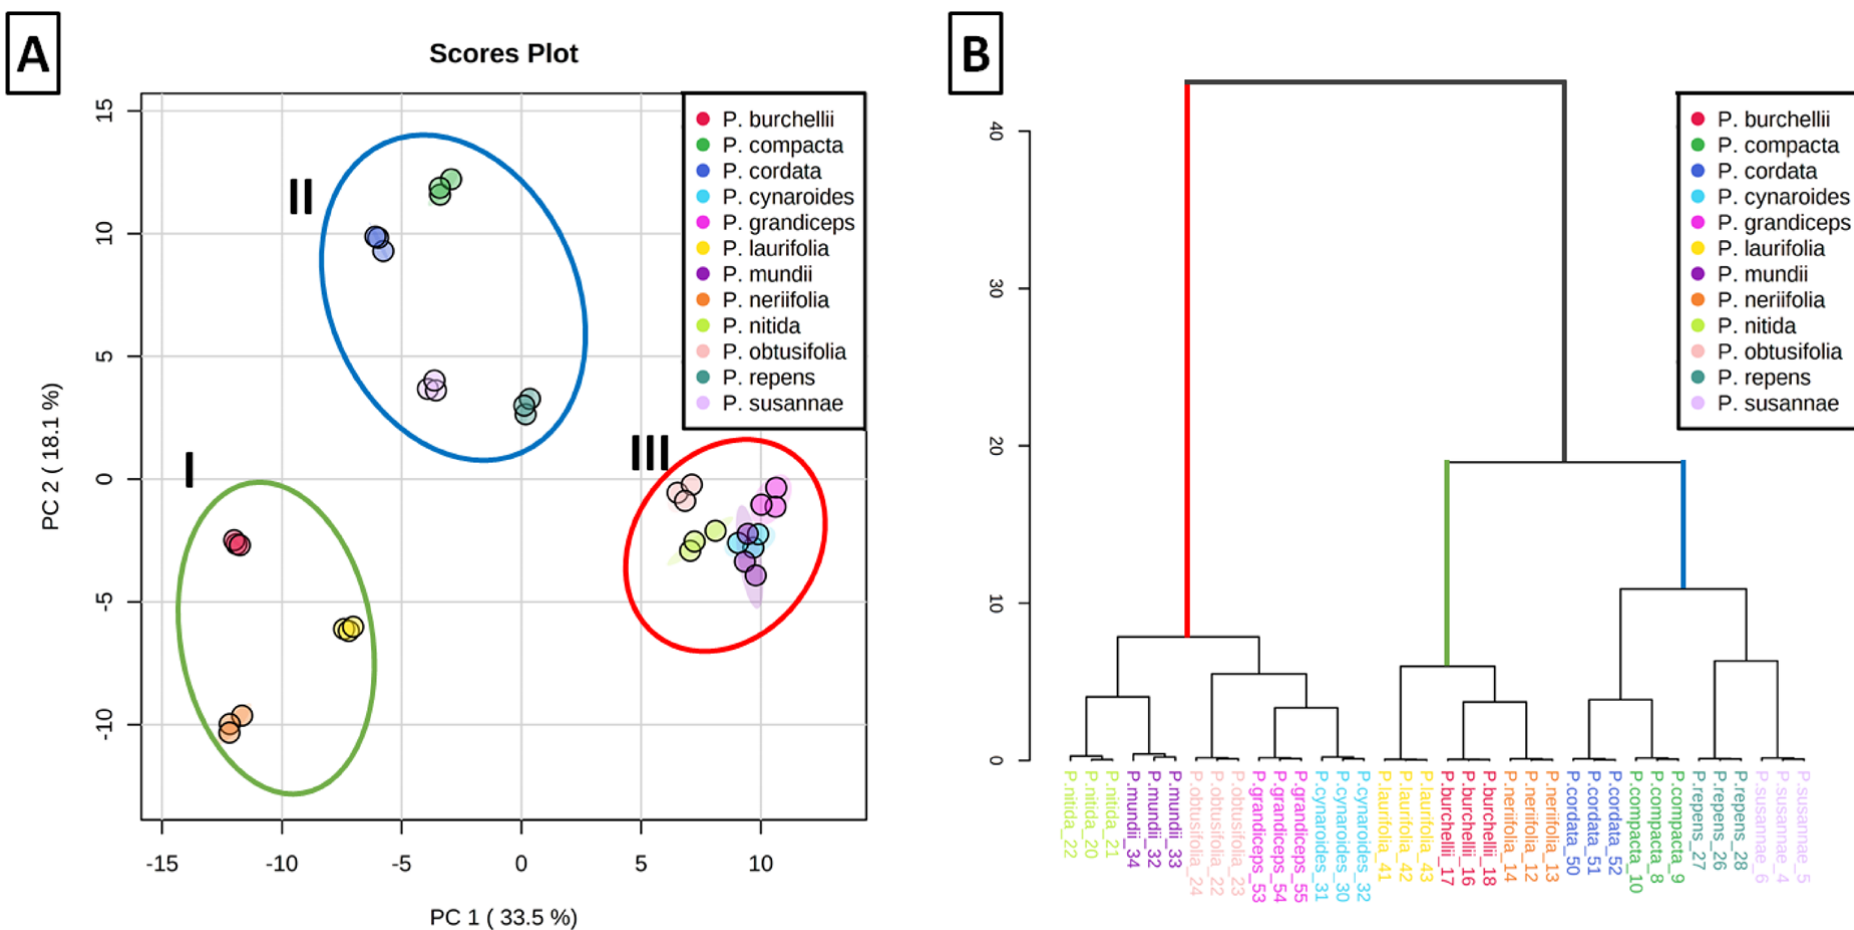 A
Scores Plot
PC 2 ( 18.1 %)
15
10
5
0
-5
-10
-15
-10
-5
0
5
10
PC 1 ( 33.5 %)
I
II
III
P. burchellii
P. compacta
P. cordata
P. cynaroides
P. grandiceps
P. laurifolia
P. mundii
P. neriifolia
P. nitida
P. obtusifolia
P. repens
P. susannae
B
40
30
20
10
0
P. burchellii
P. compacta
P. cordata
P. cynaroides
P. grandiceps
P. laurifolia
P. mundii
P. neriifolia
P. nitida
P. obtusifolia
P. repens
P. susannae
P.nitida_22
P.nitida_20
P.nitida_21
P.mundii_34
P.mundii_32
P.mundii_33
P.obtusifolia_24
P.obtusifolia_22
P.obtusifolia_23
P.grandiceps_53
P.grandiceps_54
P.grandiceps_55
P.cynaroides_31
P.cynaroides_30
P.cynaroides_32
P.laurifolia_41
P.laurifolia_42
P.laurifolia_43
P.burchellii_17
P.burchellii_16
P.burchellii_18
P.neriifolia_14
P.neriifolia_12
P.neriifolia_13
P.cordata_50
P.cordata_51
P.cordata_52
P.compacta_10
P.compacta_8
P.compacta_9
P.repens_27
P.repens_26
P.repens_28
P.susannae_6
P.susannae_4
P.susannae_5